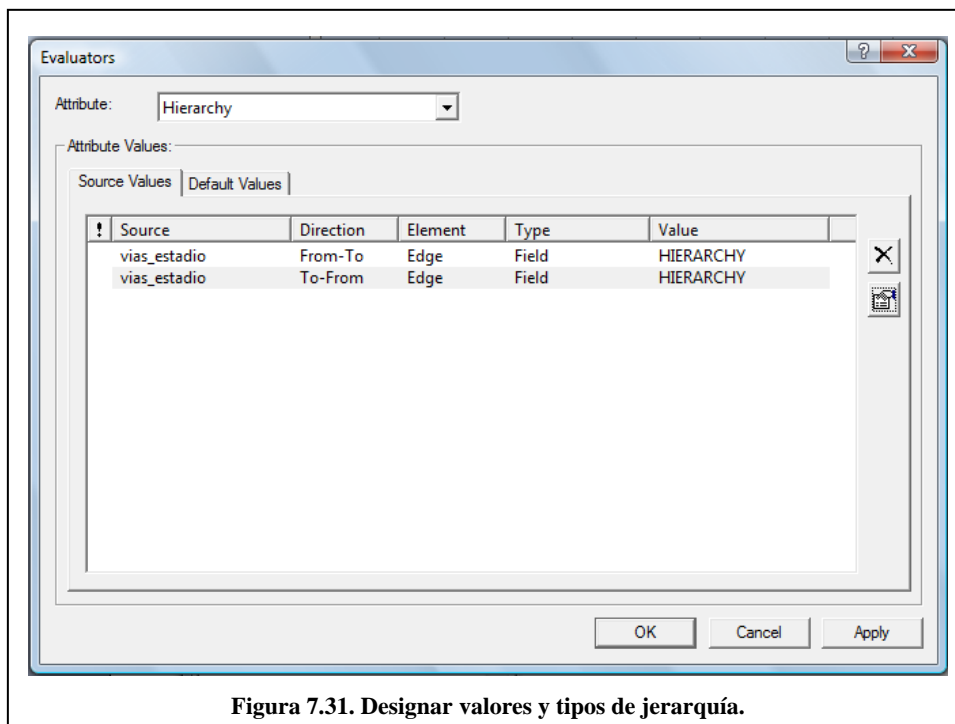 Evaluators
Attribute: Hierarchy
Attribute Values:
Source Values Default Values
! Source Direction Element Type Value
vias_estadio From-To Edge Field HIERARCHY
vias_estadio To-From Edge Field HIERARCHY
OK Cancel Apply
Figura 7.31. Designar valores y tipos de jerarquía.